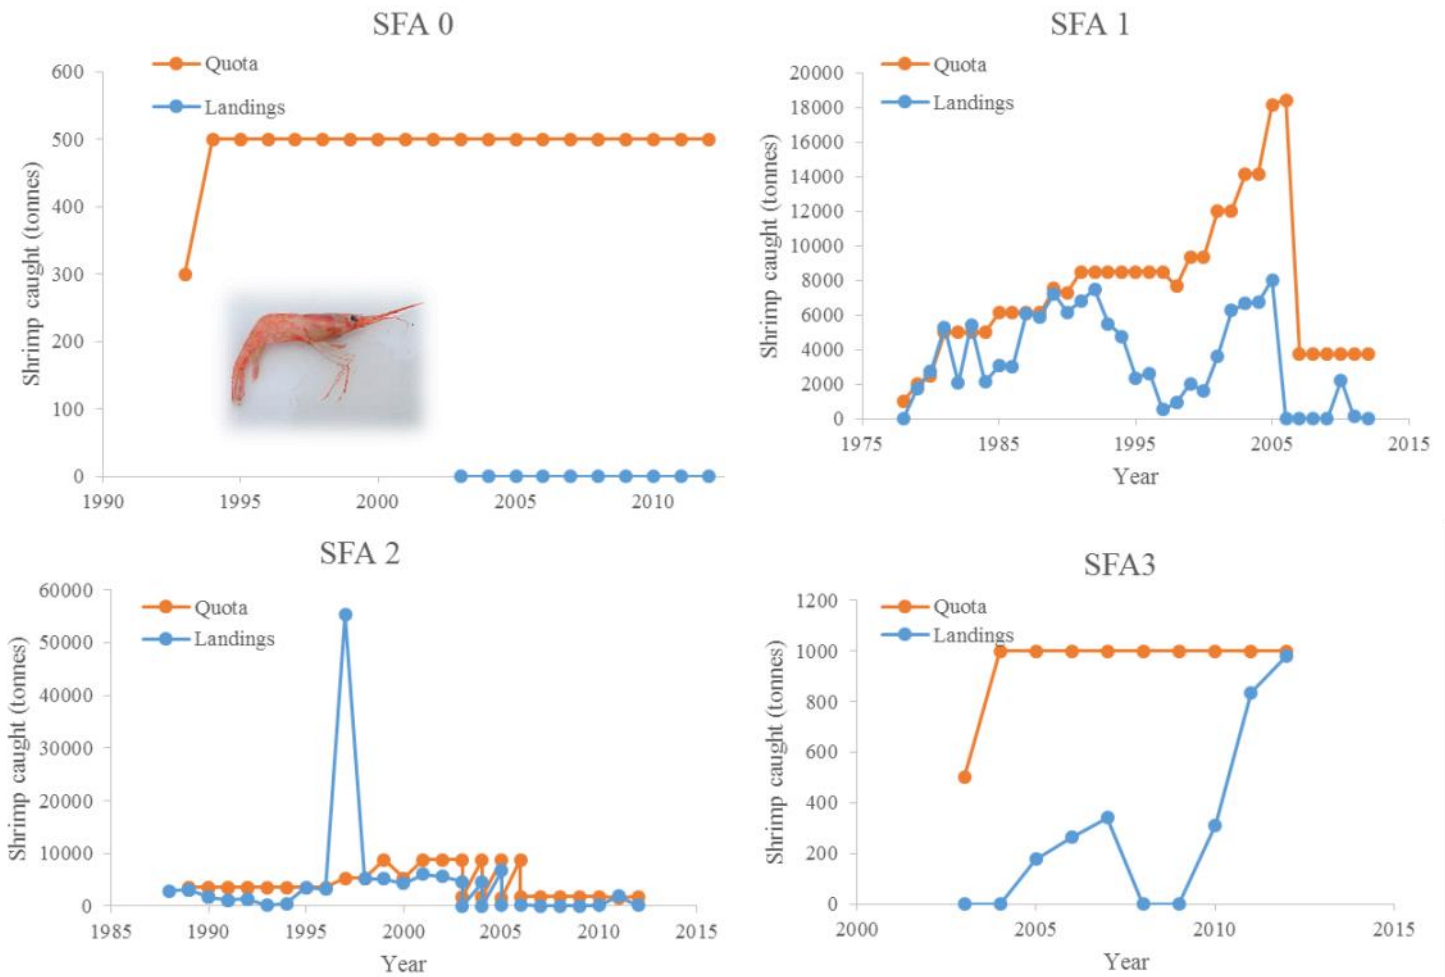 SFA 0
Quota
Landings
Shrimp caught (tonnes)
600
500
400
300
200
100
0
1990
1995
2000
2005
2010
SFA 1
Quota
Landings
Shrimp caught (tonnes)
20000
18000
16000
14000
12000
10000
8000
6000
4000
2000
0
1975
1985
1995
2005
2015
Year
SFA 2
Quota
Landings
Shrimp caught (tonnes)
60000
50000
40000
30000
20000
10000
0
1985
1990
1995
2000
2005
2010
2015
Year
SFA3
Quota
Landings
Shrimp caught (tonnes)
1200
1000
800
600
400
200
0
2000
2005
2010
2015
Year